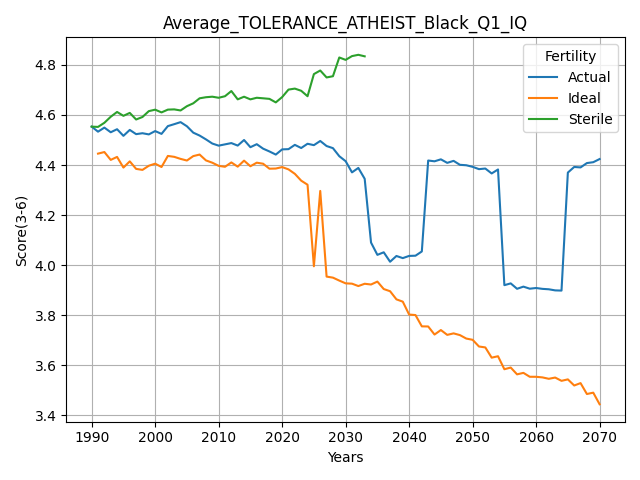 Average_TOLERANCE_ATHEIST_Black_Q1_IQ
Fertility
Actual
Ideal
Sterile
Score(3-6)
4.8
4.6
4.4
4.2
4.0
3.8
3.6
3.4
1990 2000 2010 2020 2030 2040 2050 2060 2070
Years